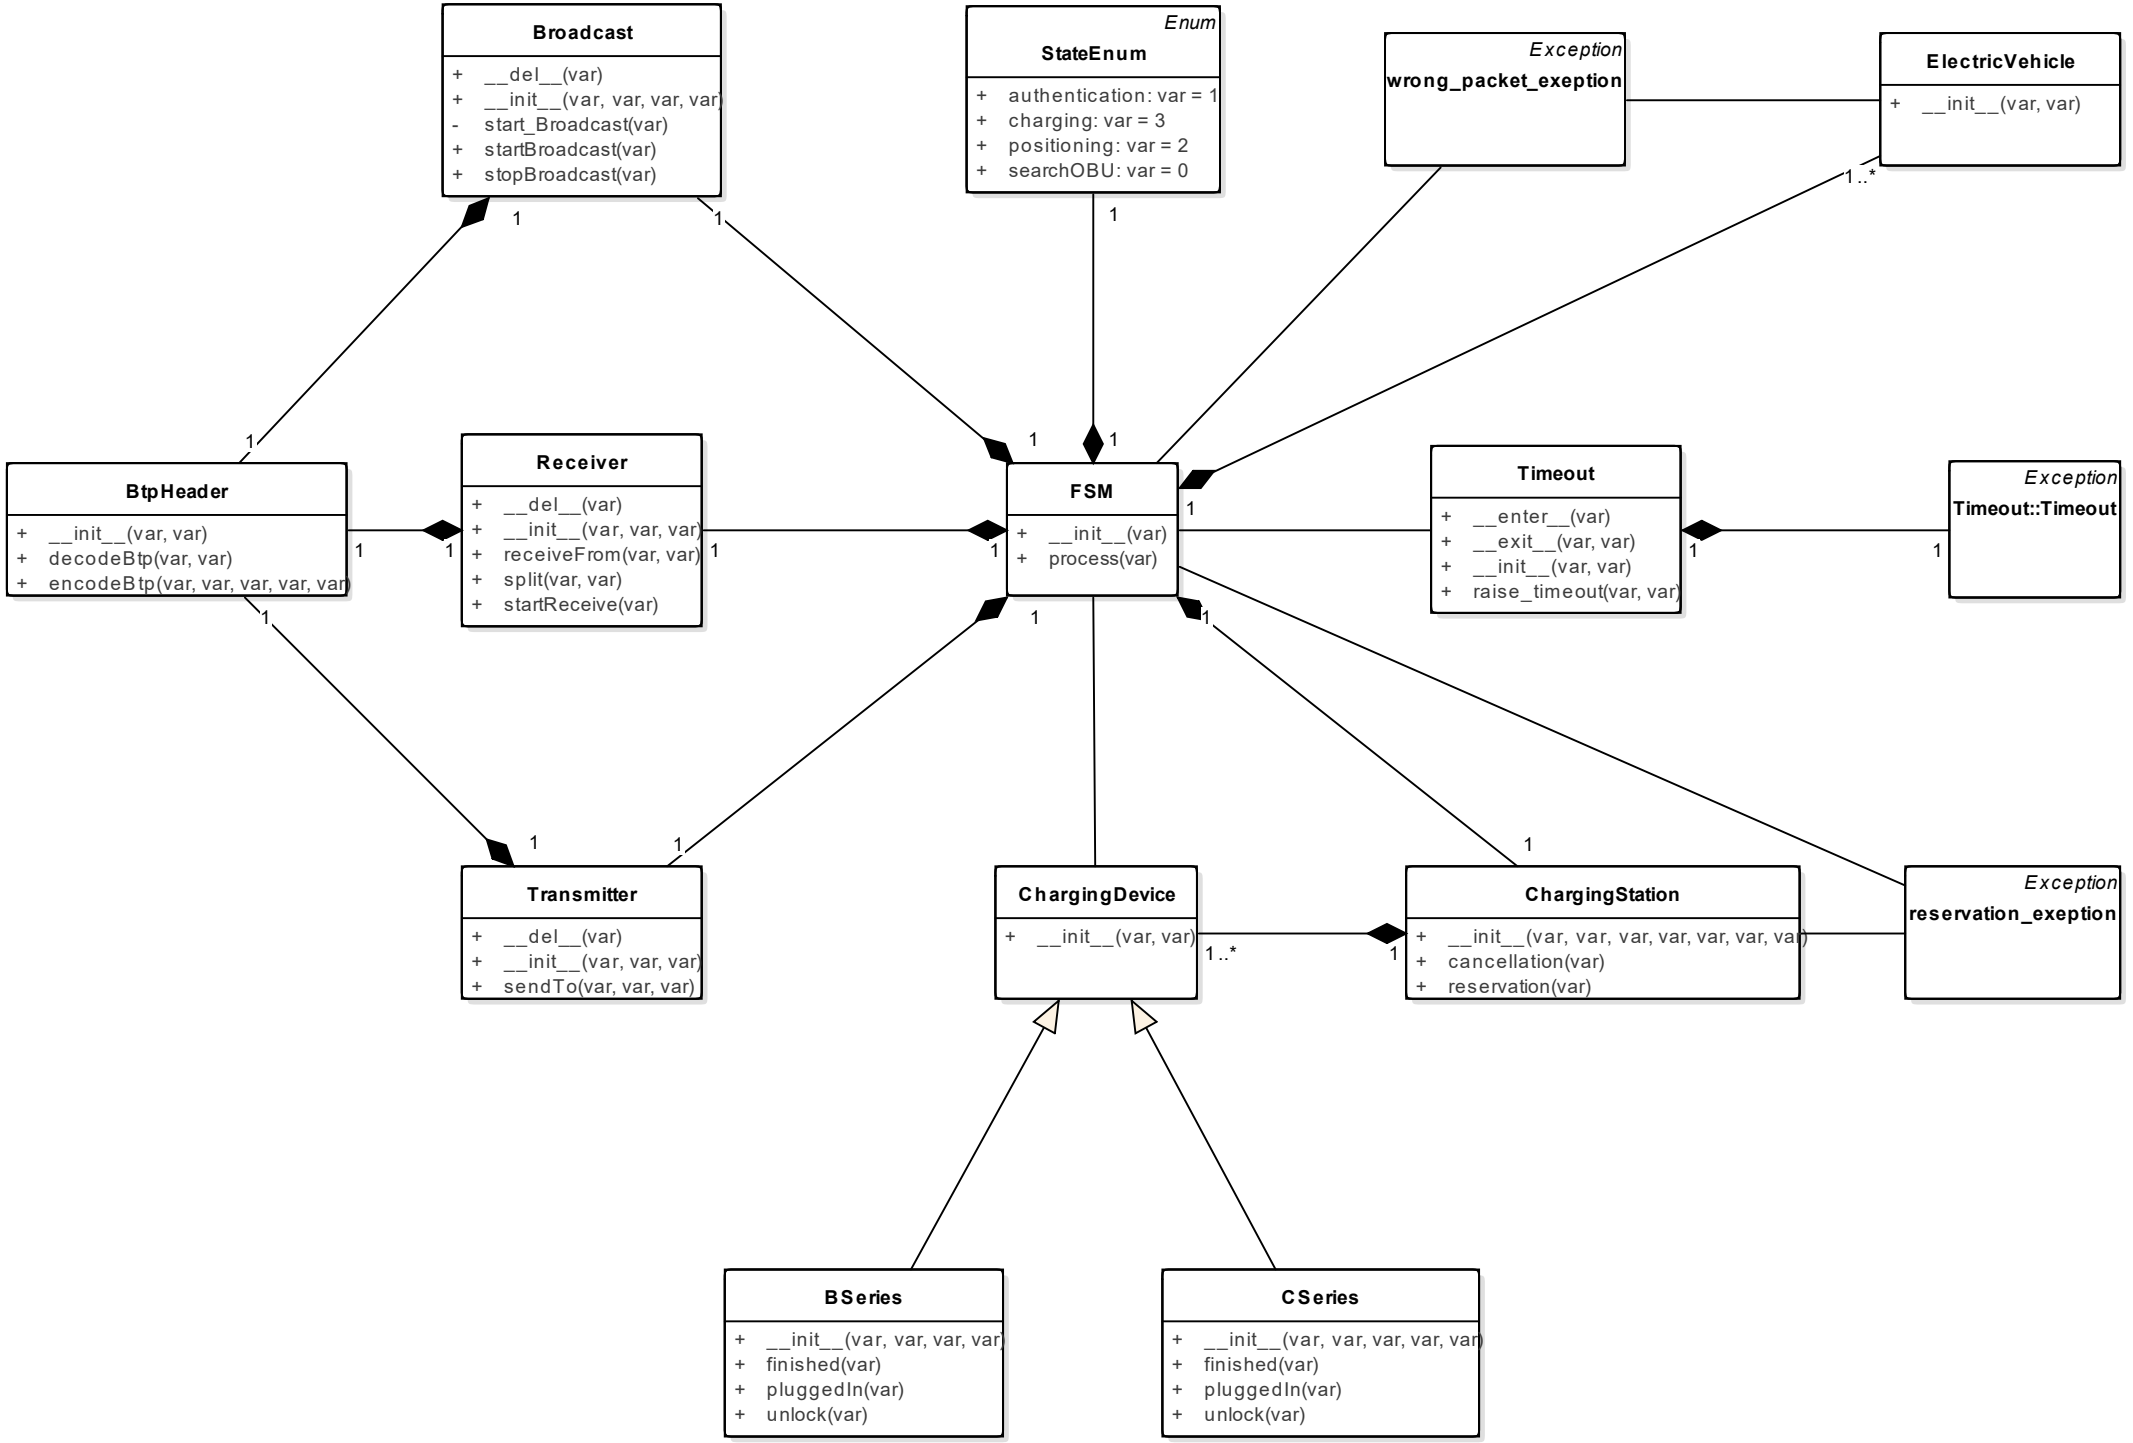 Broadcast
+ __del__(var)
+ __init__(var, var, var, var)
- start_Broadcast(var)
+ startBroadcast(var)
+ stopBroadcast(var)
1
1
Enum
StateEnum
+ authentication: var = 1
+ charging: var = 3
+ positioning: var = 2
+ searchOBU: var = 0
1
Exception
wrong_packet_exeption
ElectricVehicle
+ __init__(var, var)
1..*
1
1
1
BtpHeader
+ __init__(var, var)
+ decodeBtp(var, var)
+ encodeBtp(var, var, var, var, var)
1
1
1
Receiver
+ __del__(var)
+ __init__(var, var, var)
+ receiveFrom(var, var)
+ split(var, var)
+ startReceive(var)
1
1
FSM
+ __init__(var)
+ process(var)
1
1
1
Timeout
+ __enter__(var)
+ __exit__(var, var)
+ __init__(var, var)
+ raise_timeout(var, var)
1
1
Exception
Timeout::Timeout
1
1
1
Transmitter
+ __del__(var)
+ __init__(var, var, var)
+ sendTo(var, var, var)
ChargingDevice
+ __init__(var, var)
1..*
1
ChargingStation
+ __init__(var, var, var, var, var, var, var)
+ cancellation(var)
+ reservation(var)
Exception
reservation_exeption
BSeries
+ __init__(var, var, var, var)
+ finished(var)
+ pluggedIn(var)
+ unlock(var)
CSeries
+ __init__(var, var, var, var, var)
+ finished(var)
+ pluggedIn(var)
+ unlock(var)